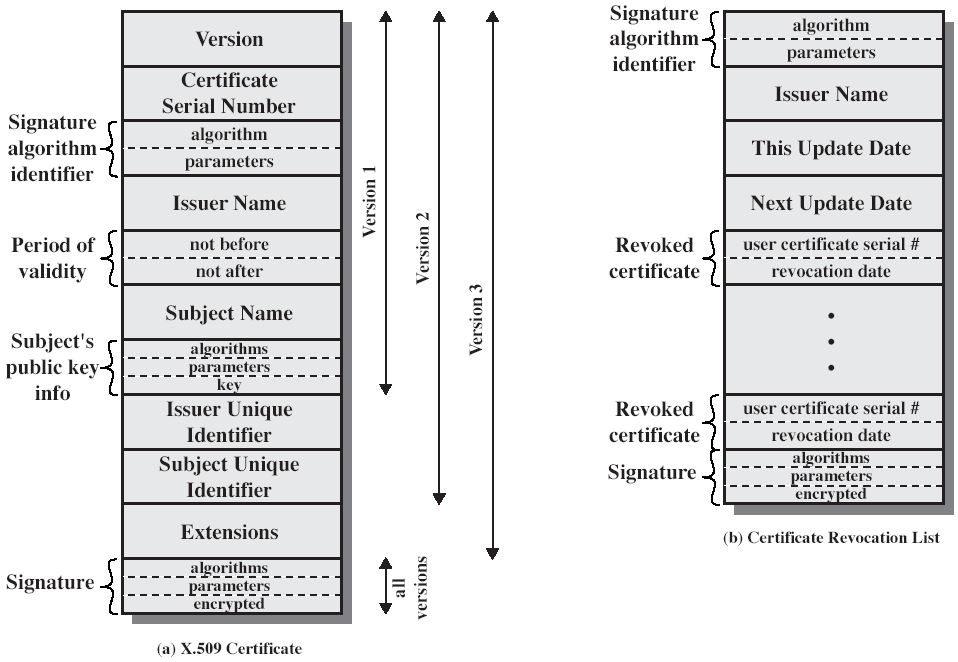 Version
Certificate
Serial Number
Signature
algorithm
identifier
algorithm
parameters
Issuer Name
Period of
validity
not before
not after
Subject Name
Subject's
public key
info
algorithms
parameters
key
Issuer Unique
Identifier
Subject Unique
Identifier
Extensions
Signature
algorithms
parameters
encrypted
Version 1
Version 2
Version 3
all
versions
(a) X.509 Certificate
Signature
algorithm
identifier
algorithm
parameters
Issuer Name
This Update Date
Next Update Date
Revoked
certificate
user certificate serial #
revocation date
•
•
•
Revoked
certificate
user certificate serial #
revocation date
Signature
algorithms
parameters
encrypted
(b) Certificate Revocation List